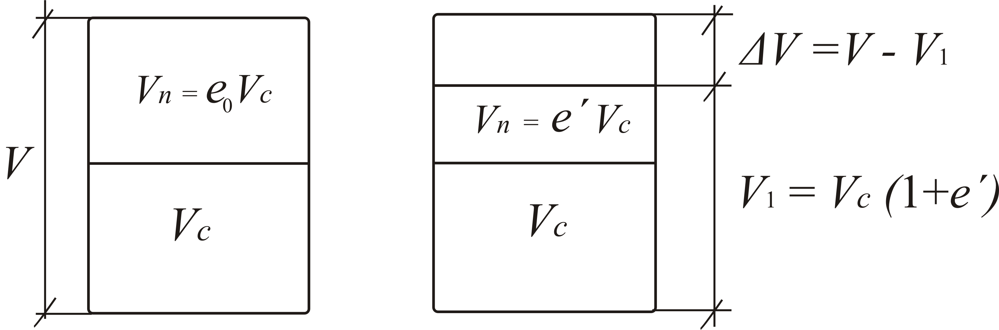 V
Vn = e0Vc
Vc
Vn = e′Vc
Vc
ΔV = V - V1
V1 = Vc (1+e′)